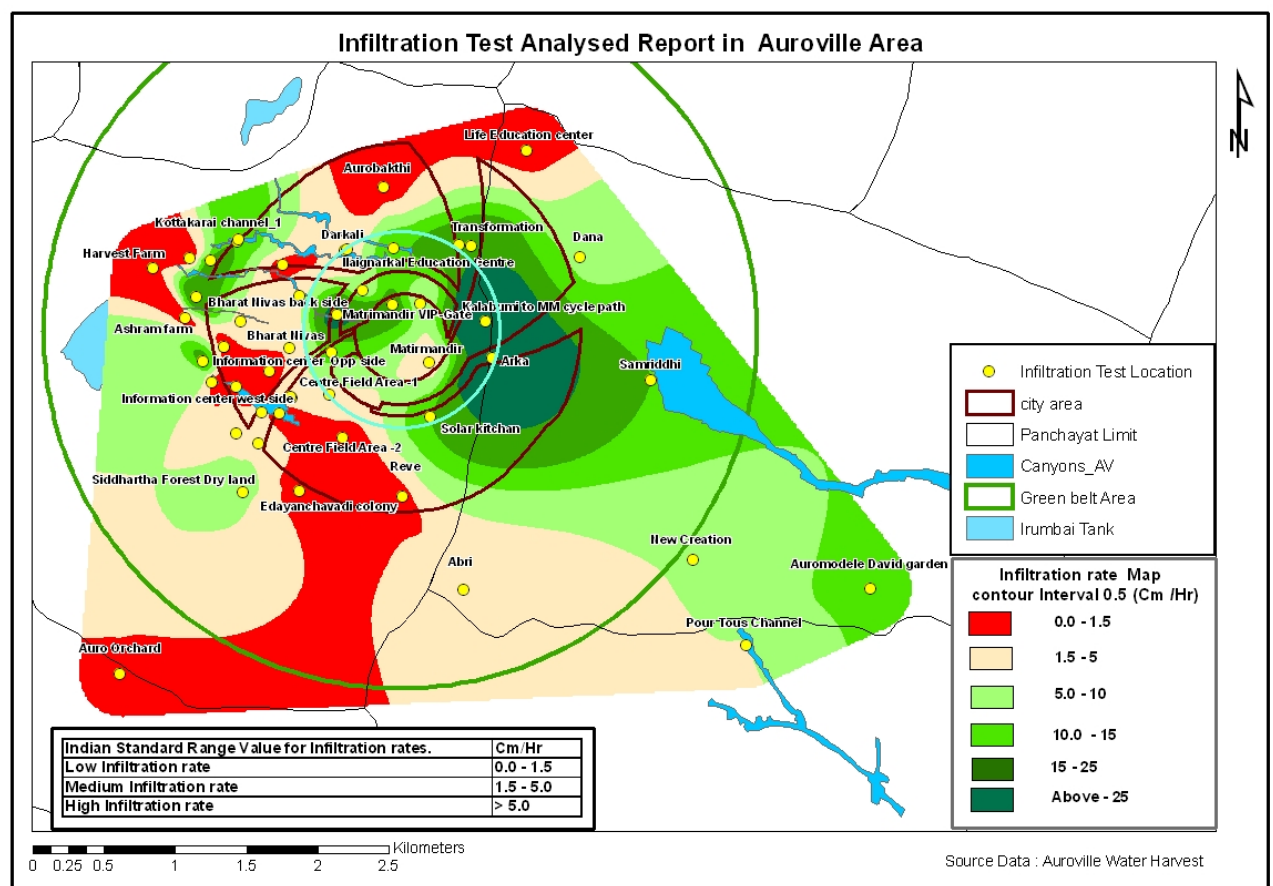 Infiltration Test Analysed Report in Auroville Area
N
Life Education center
Aurobakthi
Kottakarai channel_1
Darkali
Transformation
Dana
Harvest Farm
Ilaignarkal Education Centre
Bharat Nivas back side
Kalabumi to MM cycle path
Matrimandir VIP-Gate
Ashram farm
Bharat Nivas
Information center Opp side
Matirmandir
Arka
Samriddhi
Centre Field Area -1
Information center west side
Solar kitchan
Centre Field Area -2
Reve
Siddhartha Forest Dry land
Edayanchavadi colony
New Creation
Abri
Auromodele David garden
Pour Tous Channel
Auro Orchard
Infiltration Test Location
city area
Panchayat Limit
Canyons_AV
Green belt Area
Irumbai Tank
Infiltration rate Map
contour Interval 0.5 (Cm /Hr)
0.0 - 1.5
1.5 - 5
5.0 - 10
10.0 - 15
15 - 25
Above - 25
Indian Standard Range Value for Infiltration rates. Cm/Hr
Low Infiltration rate 0.0 - 1.5
Medium Infiltration rate 1.5 - 5.0
High Infiltration rate > 5.0
Kilometers
0 0.25 0.5 1 1.5 2 2.5
Source Data : Auroville Water Harvest